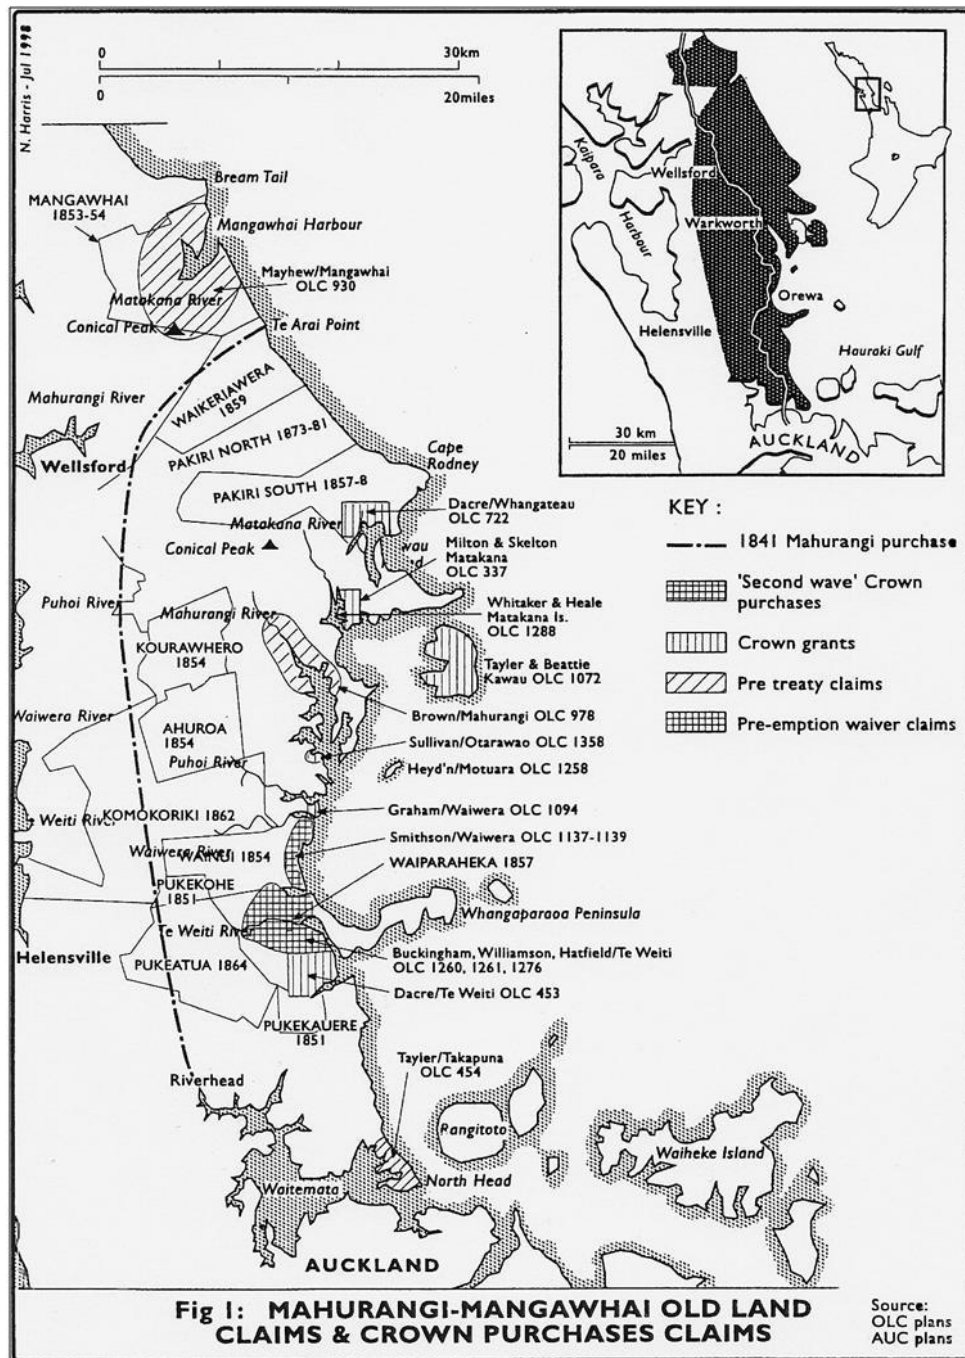 N. Harris - Jul 1998
0
30km
0
20miles
Bream Tail
MANGAWHAI
1853-54
Mangawhai Harbour
Mayhew/Mangawhai
OLC 930
Matakana River
Conical Peak
Te Arai Point
Mahurangi River
WAIKERIAWERA
1859
Wellsford
PAKIRI NORTH 1873-81
Cape
Rodney
PAKIRI SOUTH 1857-8
Dacre/Whangateau
OLC 722
Matakana River
Conical Peak
Milton & Skelton
Matakana
OLC 337
Puhoi River
Mahurangi River
Whitaker & Heale
Matakana Is.
OLC 1288
KOURAWHERO
1854
Tayler & Beattie
Kawau OLC 1072
Waiwera River
Brown/Mahurangi OLC 978
AHUROA
1854
Sullivan/Otarawao OLC 1358
Puhoi River
Heyd'n/Motuara OLC 1258
Weiti River
KOMOKORIKI 1862
Graham/Waiwera OLC 1094
Smithson/Waiwera OLC 1137-1139
Waiwera River
WAINUI 1854
WAIPARAHEKA 1857
PUKEKOHE
1851
Whangaparaoa Peninsula
Te Weiti River
Helensville
Buckingham, Williamson, Hatfield/Te Weiti
OLC 1260, 1261, 1276
PUKEATUA 1864
Dacre/Te Weiti OLC 453
PUKEKAUERE
1851
Tayler/Takapuna
OLC 454
Riverhead
Rangitoto
Waiheke Island
Waitemata
North Head
AUCKLAND
Kaipara
Harbour
Wellsford
Warkworth
Orewa
Helensville
Hauraki Gulf
30 km
20 miles
AUCKLAND
KEY :
1841 Mahurangi purchase
'Second wave' Crown
purchases
Crown grants
Pre treaty claims
Pre-emption waiver claims
Fig 1: MAHURANGI-MANGAWHAI OLD LAND
CLAIMS & CROWN PURCHASES CLAIMS
Source:
OLC plans
AUC plans